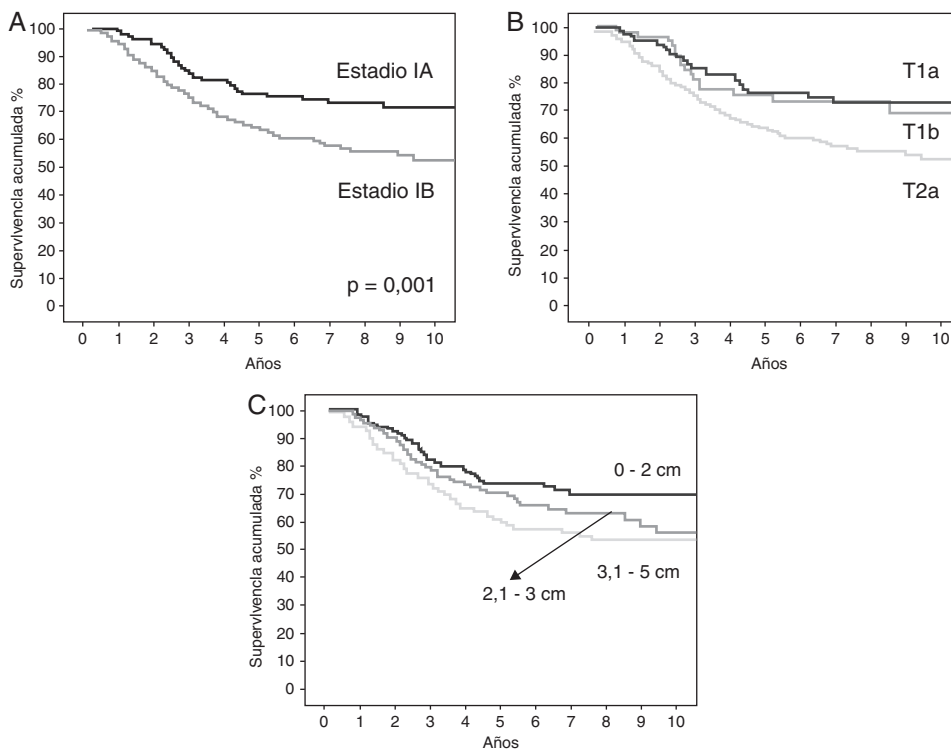 A
100
90
80
70
60
50
40
30
20
10
0
Supervlvencla acumulada %
Estadio IA
Estadio IB
p = 0,001
0 1 2 3 4 5 6 7 8 9 10
Años
B
100
90
80
70
60
50
40
30
20
10
0
Supervlvencla acumulada %
T1a
T1b
T2a
0 1 2 3 4 5 6 7 8 9 10
Años
C
100
90
80
70
60
50
40
30
20
10
0
Supervlvencla acumulada %
0 - 2 cm
3,1 - 5 cm
2,1 - 3 cm
0 1 2 3 4 5 6 7 8 9 10
Años